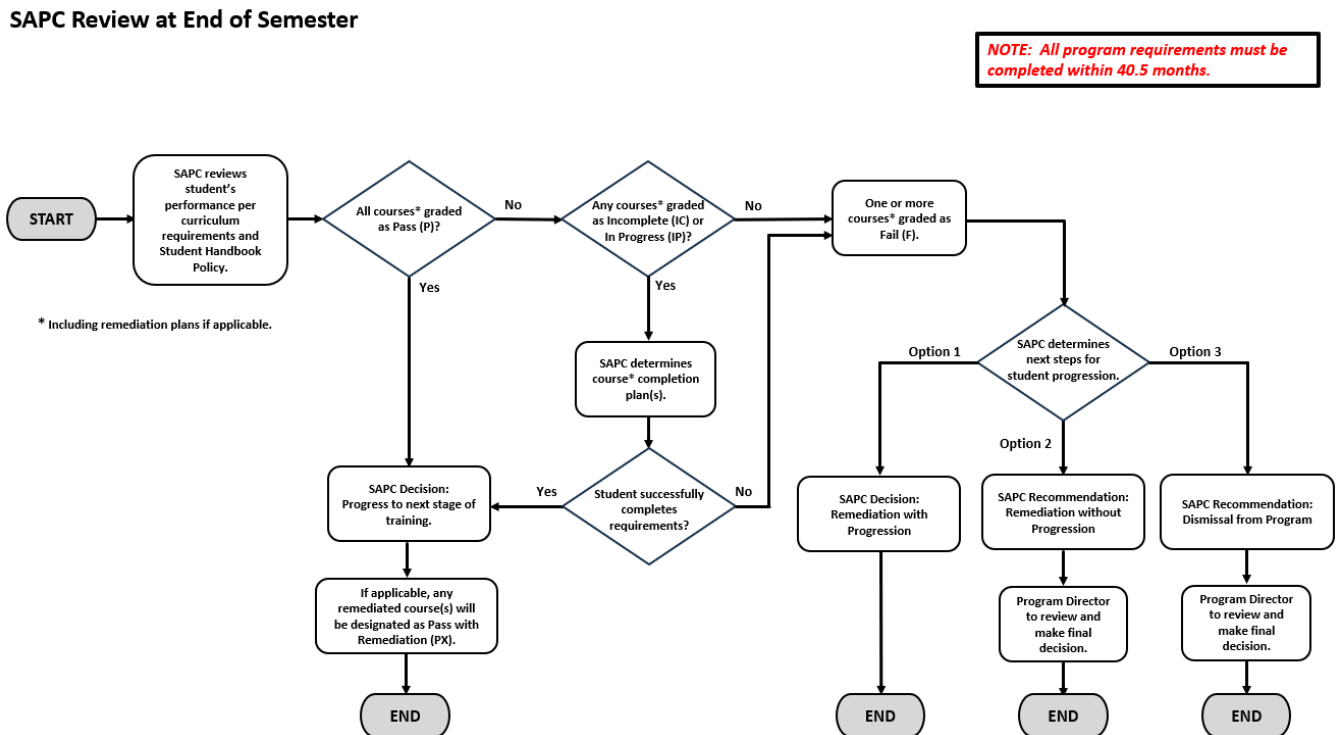 SAPC Review at End of Semester
NOTE:  All program requirements must be
completed within 40.5 months.
START
SAPC reviews
student's
performance per
curriculum
requirements and
Student Handbook
Policy.
All courses* graded
as Pass (P)?
No
Yes
Any courses* graded
as Incomplete (IC) or
In Progress (IP)?
No
Yes
One or more
courses* graded as
Fail (F).
* Including remediation plans if applicable.
SAPC determines
course* completion
plan(s).
Option 1
SAPC determines
next steps for
student progression.
Option 3
Option 2
SAPC Decision:
Progress to next stage of
training.
Yes
Student successfully
completes
requirements?
No
SAPC Decision:
Remediation with
Progression
SAPC Recommendation:
Remediation without
Progression
SAPC Recommendation:
Dismissal from Program
If applicable, any
remediated course(s) will
be designated as Pass with
Remediation (PX).
Program Director
to review and
make final
decision.
Program Director
to review and
make final
decision.
END
END
END
END